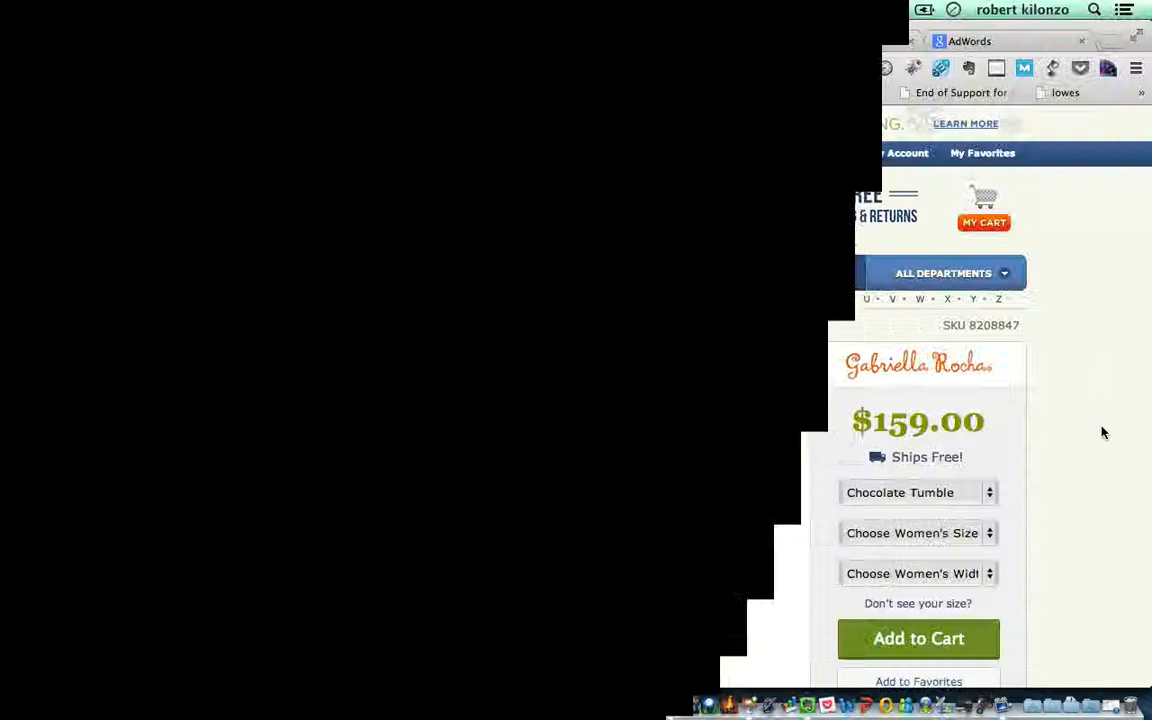 robert kilonzo
AdWords
End of Support for
lowes
»
NG. LEARN MORE
Account My Favorites
& RETURNS
MY CART
ALL DEPARTMENTS
U • V • W • X • Y • Z
SKU 8208847
Gabriella Rocha
$159.00
Ships Free!
Chocolate Tumble
Choose Women's Size
Choose Women's Widt
Don't see your size?
Add to Cart
Add to Favorites